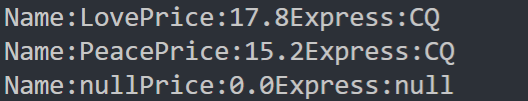 Name:LovePrice:17.8Express:CQ
Name:PeacePrice:15.2Express:CQ
Name:nullPrice:0.0Express:null